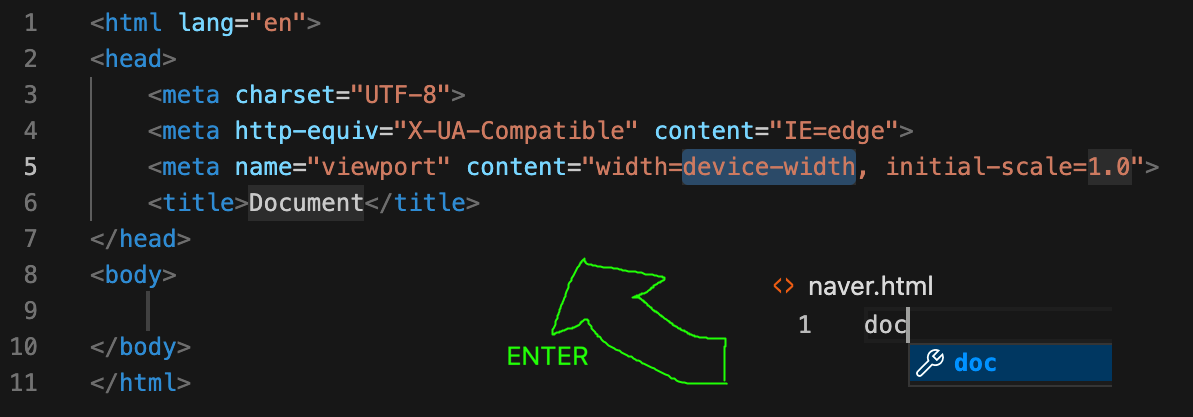 1 <html lang="en">
2 <head>
3 <meta charset="UTF-8">
4 <meta http-equiv="X-UA-Compatible" content="IE=edge">
5 <meta name="viewport" content="width=device-width, initial-scale=1.0">
6 <title>Document</title>
7 </head>
8 <body>
9
10 </body>
11 </html>
ENTER
<> naver.html
1 doc
doc